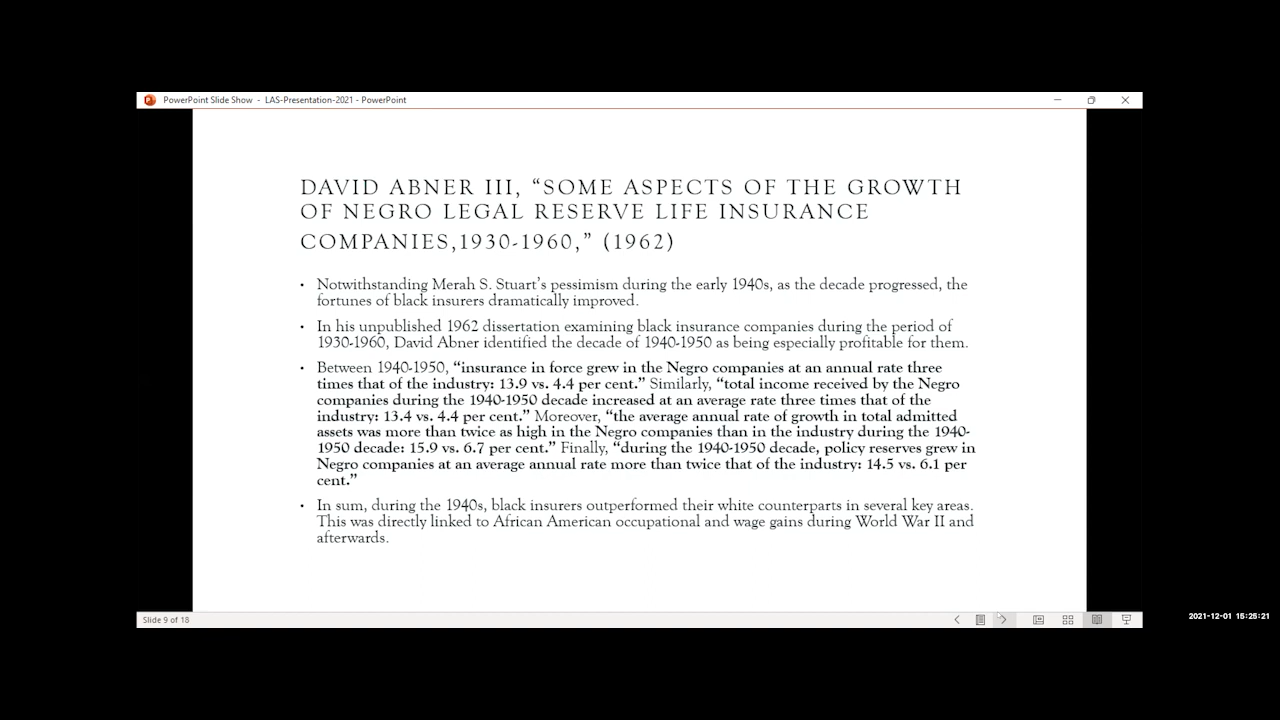 PowerPoint Slide Show - LAS-Presentation-2021 - PowerPoint
DAVID ABNER III, “SOME ASPECTS OF THE GROWTH
OF NEGRO LEGAL RESERVE LIFE INSURANCE
COMPANIES,1930-1960,” (1962)
• Notwithstanding Merah S. Stuart’s pessimism during the early 1940s, as the decade progressed, the
fortunes of black insurers dramatically improved.
• In his unpublished 1962 dissertation examining black insurance companies during the period of
1930-1960, David Abner identified the decade of 1940-1950 as being especially profitable for them.
• Between 1940-1950, “insurance in force grew in the Negro companies at an annual rate three
times that of the industry: 13.9 vs. 4.4 per cent.” Similarly, “total income received by the Negro
companies during the 1940-1950 decade increased at an average rate three times that of the
industry: 13.4 vs. 4.4 per cent.” Moreover, “the average annual rate of growth in total admitted
assets was more than twice as high in the Negro companies than in the industry during the 1940-
1950 decade: 15.9 vs. 6.7 per cent.” Finally, “during the 1940-1950 decade, policy reserves grew in
Negro companies at an average annual rate more than twice that of the industry: 14.5 vs. 6.1 per
cent.”
• In sum, during the 1940s, black insurers outperformed their white counterparts in several key areas.
This was directly linked to African American occupational and wage gains during World War II and
afterwards.
Slide 9 of 18
2021-12-01 15:25:21